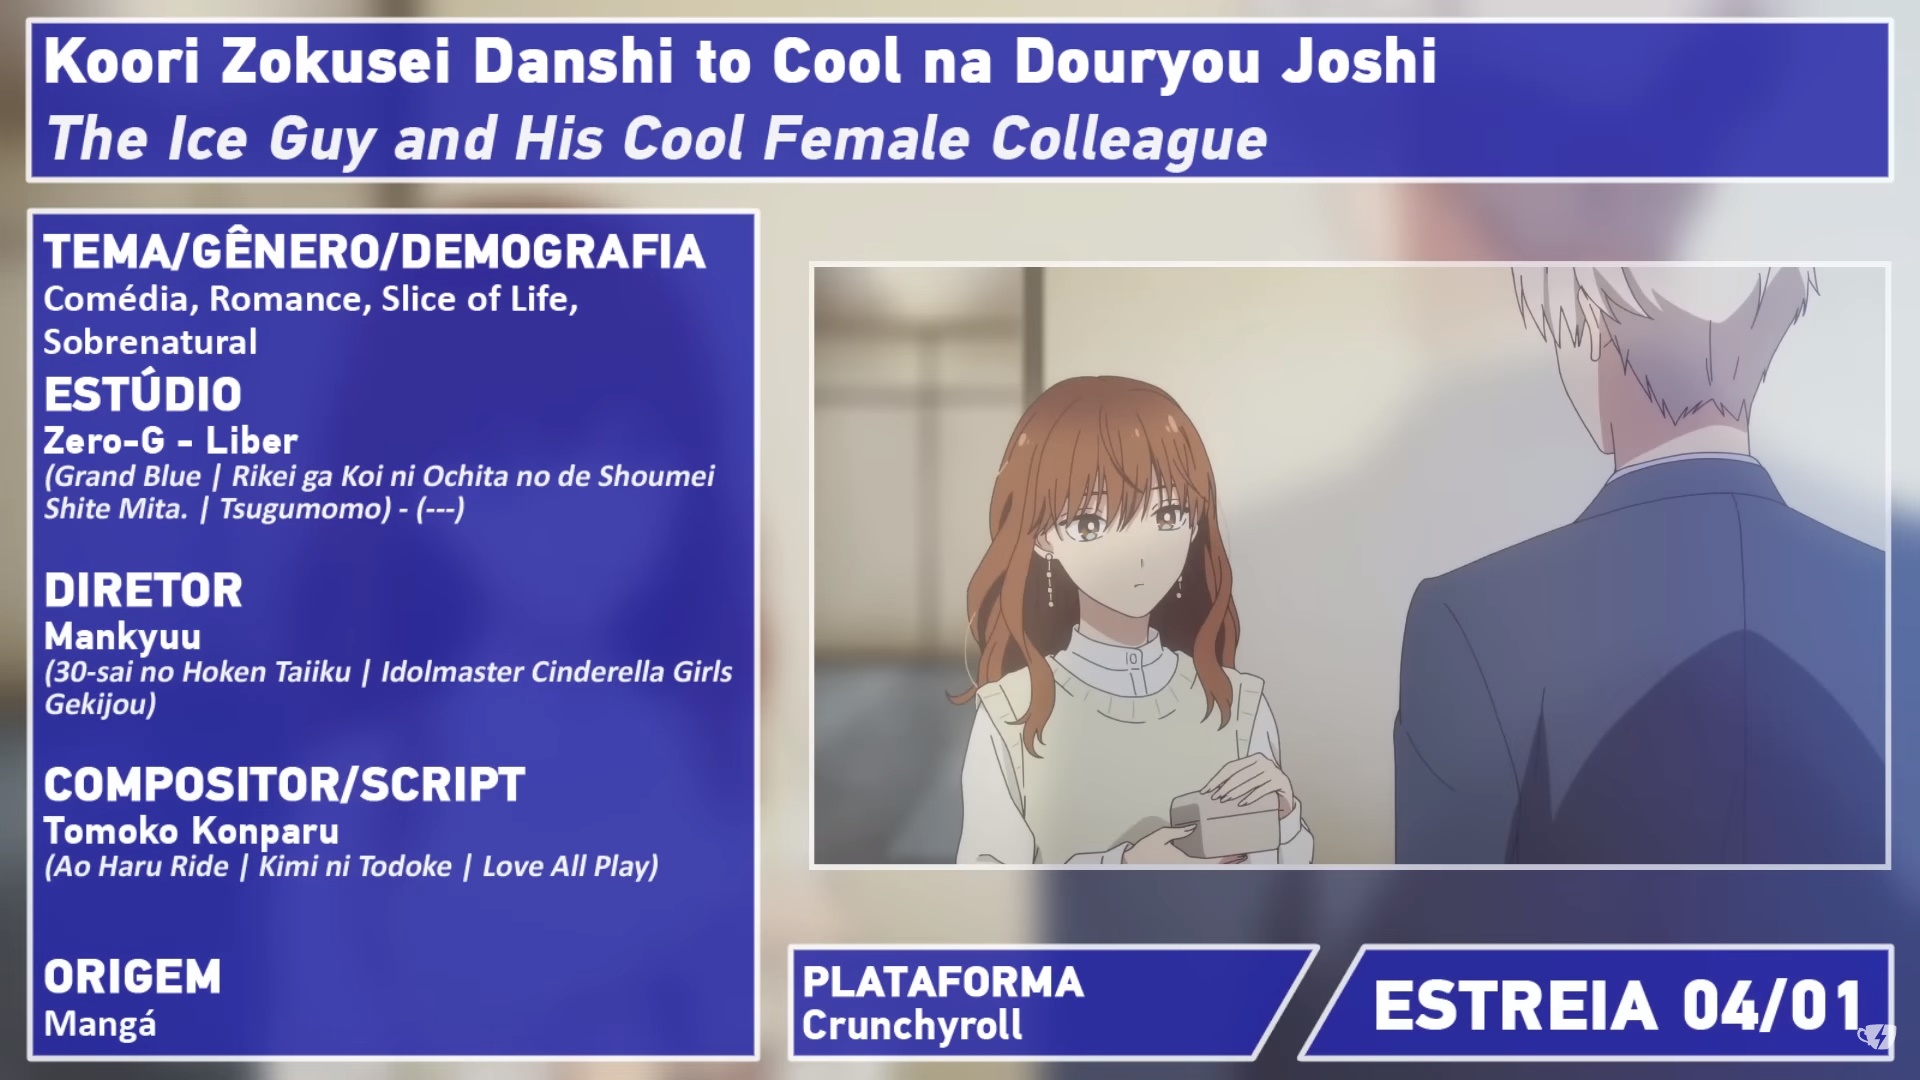 Koori Zokusei Danshi to Cool na Douryou Joshi
The Ice Guy and His Cool Female Colleague
TEMA/GÊNERO/DEMOGRAFIA
Comédia, Romance, Slice of Life,
Sobrenatural
ESTÚDIO
Zero-G - Liber
(Grand Blue | Rikei ga Koi ni Ochita no de Shoumei
Shite Mita. | Tsugumomo) - (---)
DIRETOR
Mankyuu
(30-sai no Hoken Taiiku | Idolmaster Cinderella Girls
Gekijou)
COMPOSITOR/SCRIPT
Tomoko Konparu
(Ao Haru Ride | Kimi ni Todoke | Love All Play)
ORIGEM
Mangá
PLATAFORMA
Crunchyroll
ESTREIA 04/01